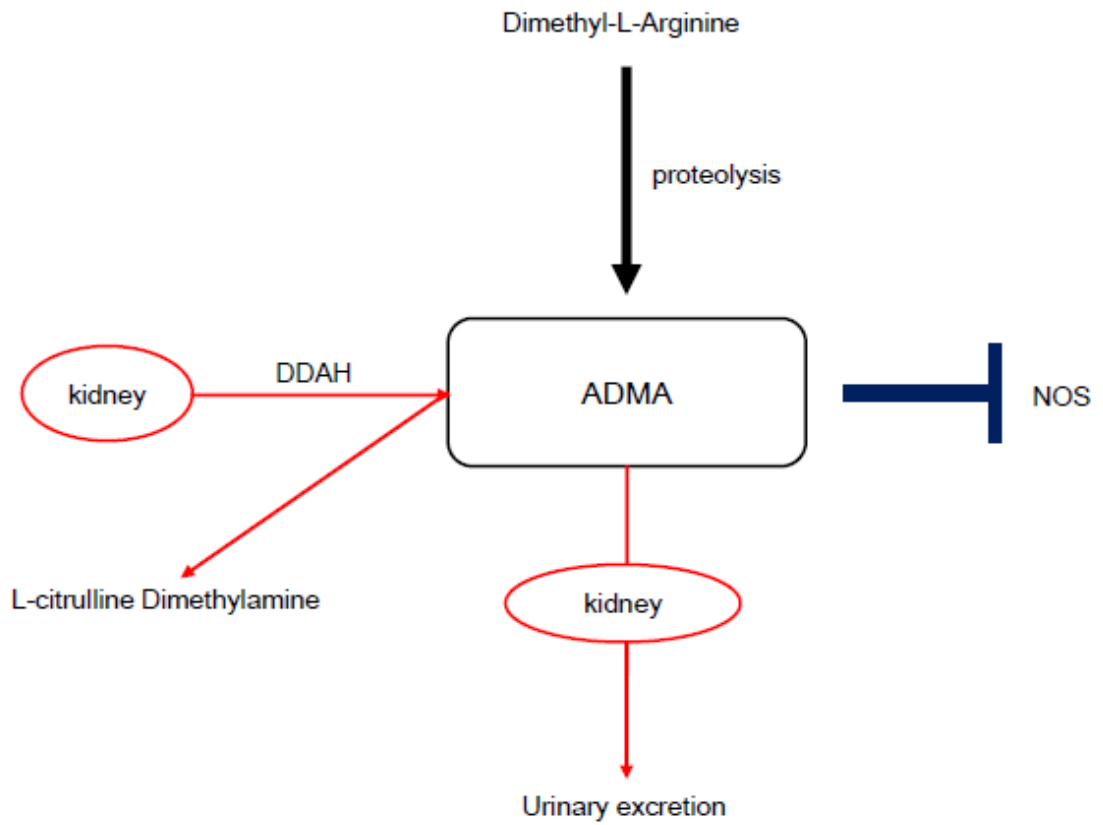 Dimethyl-L-Arginine
proteolysis
DDAH
kidney
ADMA
NOS
L-citrulline Dimethylamine
kidney
Urinary excretion